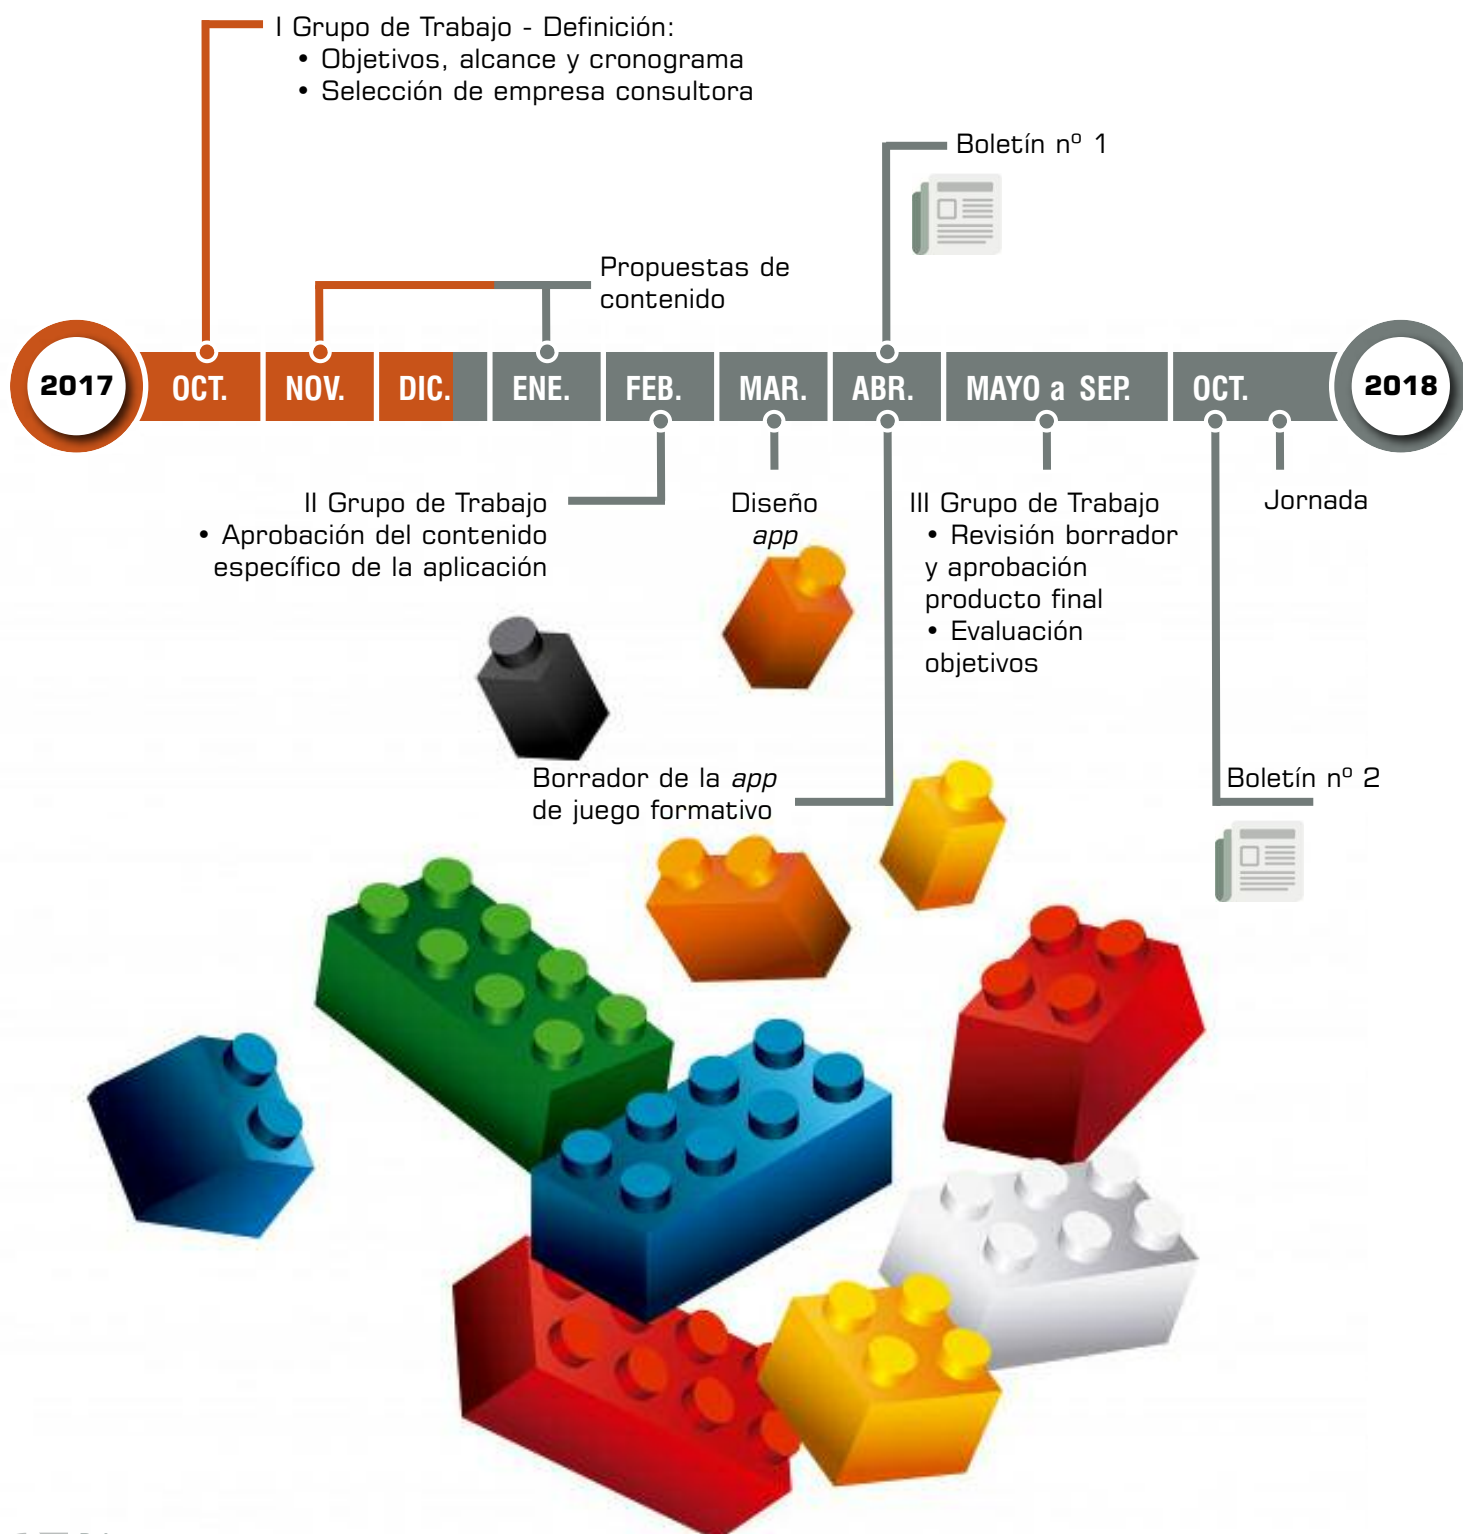 I Grupo de Trabajo - Definición:
• Objetivos, alcance y cronograma
• Selección de empresa consultora
Boletín nº 1
Propuestas de
contenido
2017
OCT.
NOV.
DIC.
ENE.
FEB.
MAR.
ABR.
MAYO a SEP.
OCT.
2018
II Grupo de Trabajo
• Aprobación del contenido
específico de la aplicación
Diseño
app
III Grupo de Trabajo
• Revisión borrador
y aprobación
producto final
• Evaluación
objetivos
Jornada
Borrador de la app
de juego formativo
Boletín nº 2